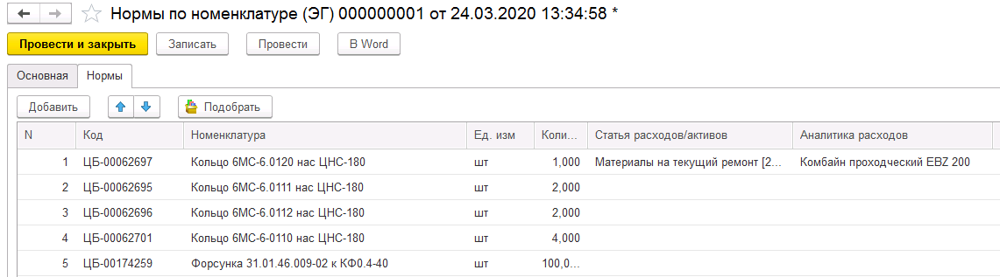 Нормы по номенклатуре (ЭГ) 000000001 от 24.03.2020 13:34:58 *
Провести и закрыть Записать Провести В Word
Основная Нормы
Добавить Подобрать
N Код Номенклатура Ед. изм Коли... Статья расходов/активов Аналитика расходов
1 ЦБ-00062697 Кольцо 6МС-6.0120 нас ЦНС-180 шт 1,000 Материалы на текущий ремонт [2... Комбайн проходческий EBZ 200
2 ЦБ-00062695 Кольцо 6МС-6.0111 нас ЦНС-180 шт 2,000
3 ЦБ-00062696 Кольцо 6МС-6.0112 нас ЦНС-180 шт 2,000
4 ЦБ-00062701 Кольцо 6МС-6-0110 нас ЦНС-180 шт 4,000
5 ЦБ-00174259 Форсунка 31.01.46.009-02 к КФ0.4-40 шт 100,0...